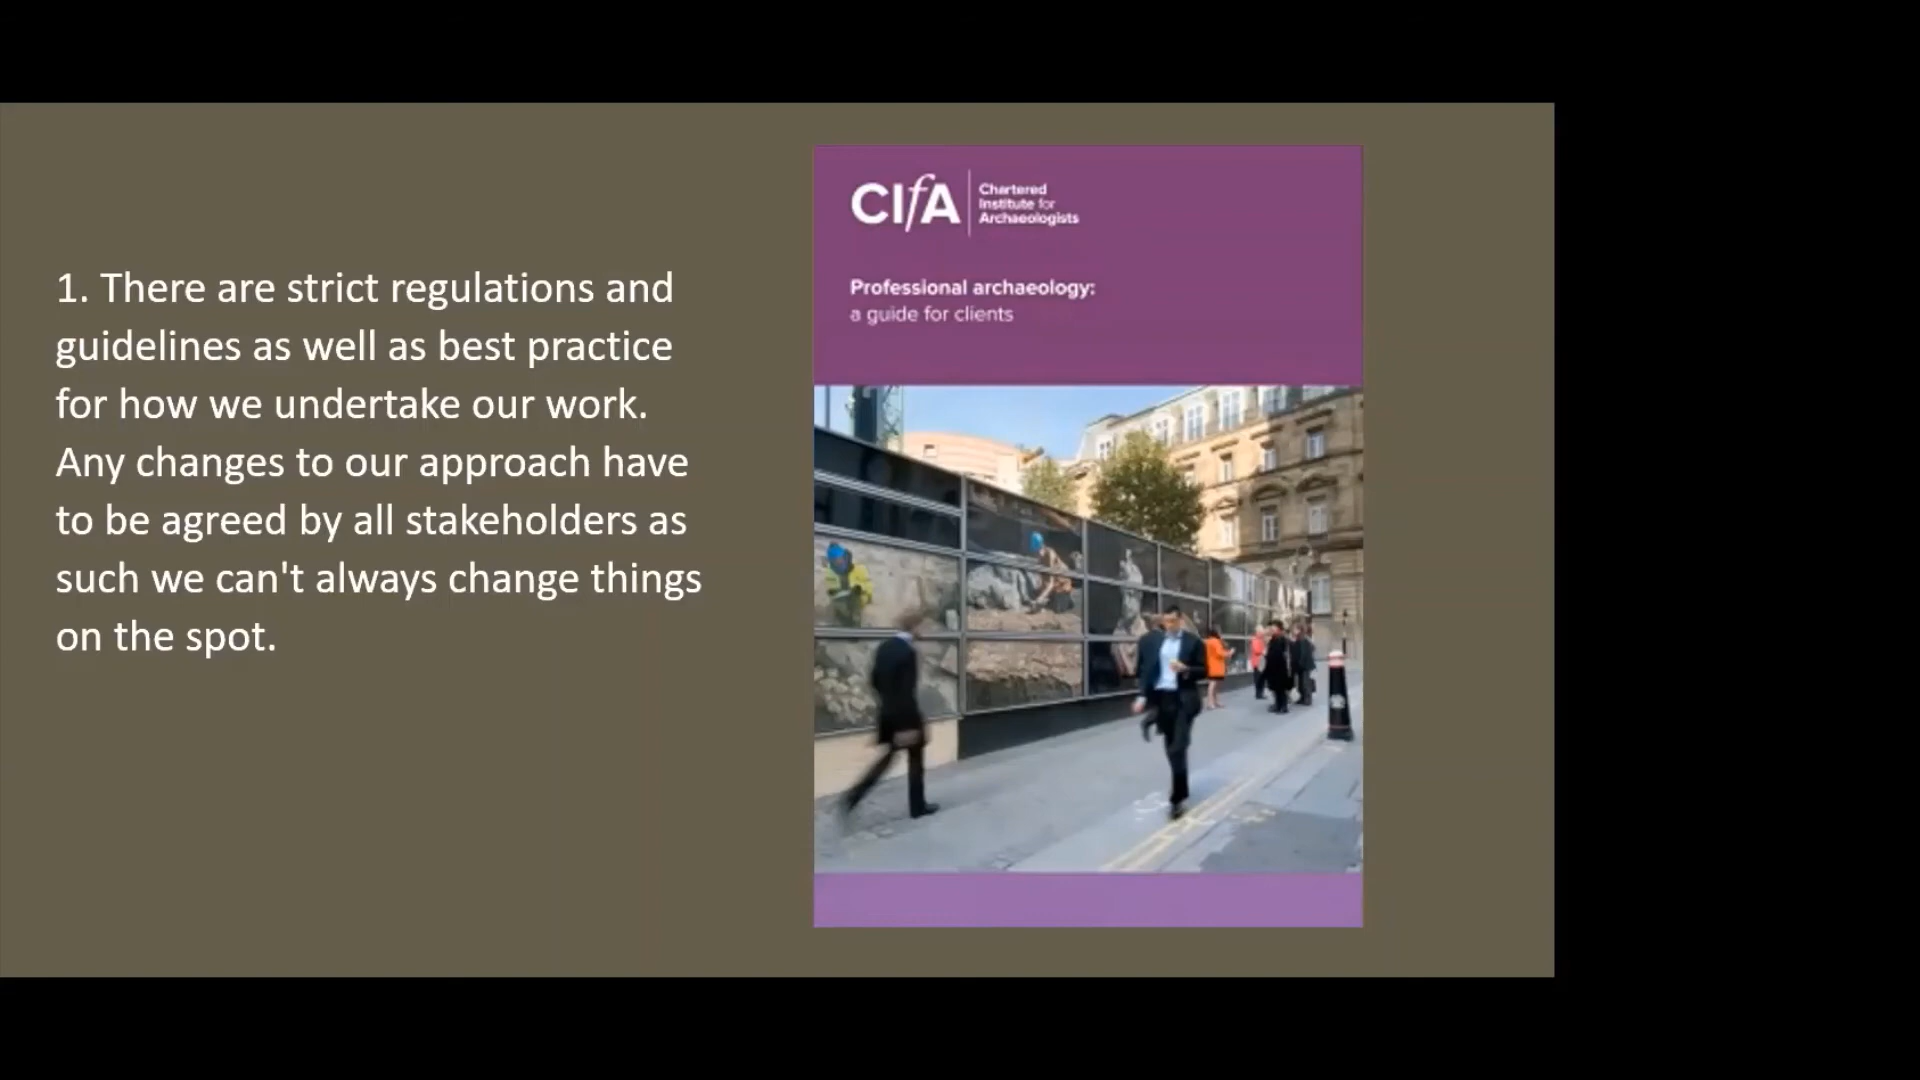 1. There are strict regulations and
guidelines as well as best practice
for how we undertake our work.
Any changes to our approach have
to be agreed by all stakeholders as
such we can't always change things
on the spot.
CIfA
Chartered
Institute for
Archaeologists
Professional archaeology:
a guide for clients